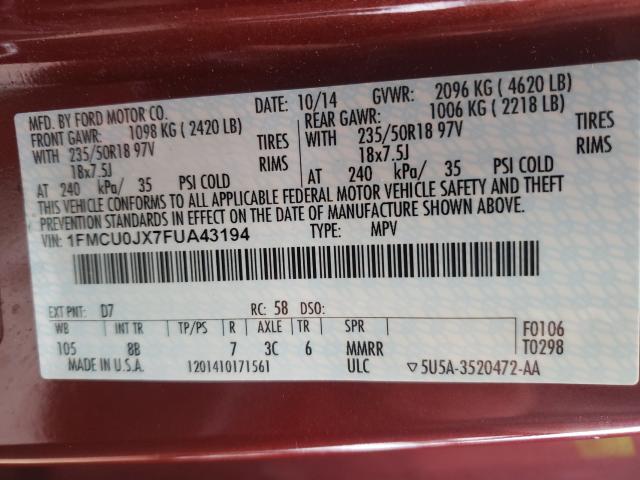 MFD. BY FORD MOTOR CO.
DATE: 10/14 GVWR: 2096 KG ( 4620 LB)
FRONT GAWR: 1098 KG ( 2420 LB) REAR GAWR: 1006 KG ( 2218 LB)
WITH 235/50R18 97V TIRES 235/50R18 97V TIRES
18x7.5J RIMS 18x7.5J RIMS
AT 240 kPa/ 35 PSI COLD AT 240 kPa/ 35 PSI COLD
THIS VEHICLE CONFORMS TO ALL APPLICABLE FEDERAL MOTOR VEHICLE SAFETY AND THEFT
PREVENTION STANDARDS IN EFFECT ON THE DATE OF MANUFACTURE SHOWN ABOVE.
VIN: 1FMCU0JX7FUA43194 TYPE: MPV
EXT PNT: D7 RC: 58 DSO:
WB INT TR TP/PS R AXLE TR SPR F0106
105 8B 7 3C 6 MMRR T0298
MADE IN U.S.A. 1201410171561 ULC ▽5U5A-3520472-AA